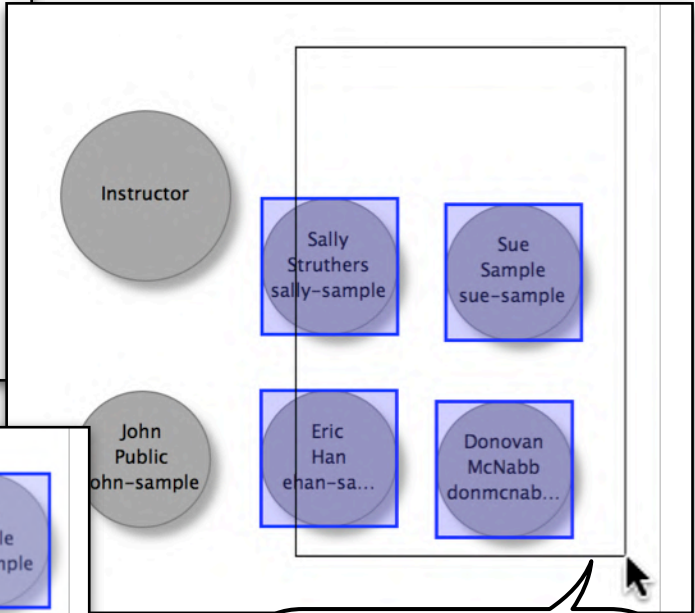 Instructor
Sally
Struthers
sally-sample
Sue
Sample
sue-sample
John
Public
ohn-sample
Eric
Han
ehan-sa...
Donovan
McNabb
donmcnab...
le
nple